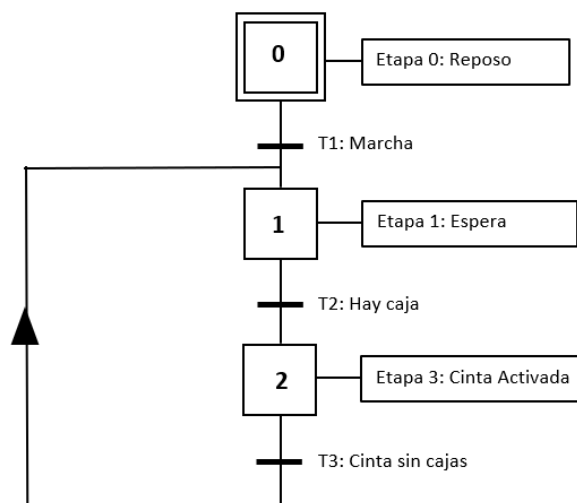 0
Etapa 0: Reposo
T1: Marcha
1
Etapa 1: Espera
T2: Hay caja
2
Etapa 3: Cinta Activada
T3: Cinta sin cajas